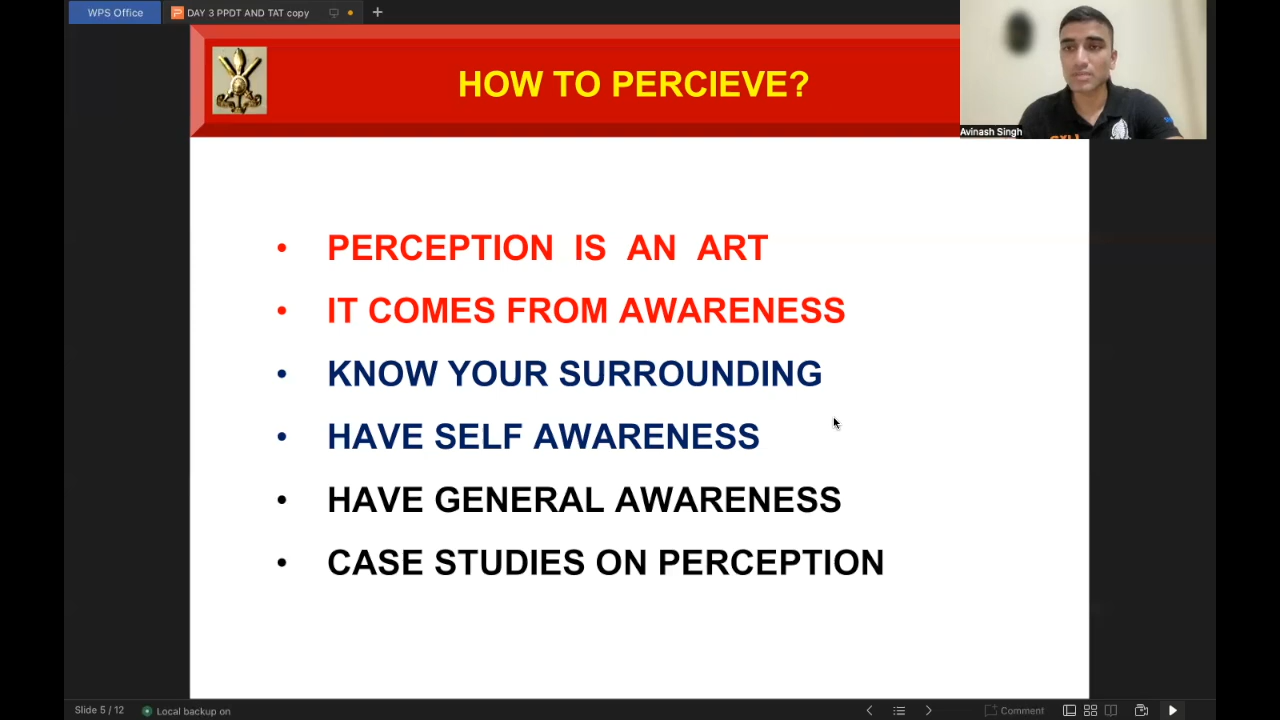 WPS Office
DAY 3 PPDT AND TAT copy
HOW TO PERCIEVE?
Avinash Singh
• PERCEPTION IS AN ART
• IT COMES FROM AWARENESS
• KNOW YOUR SURROUNDING
• HAVE SELF AWARENESS
• HAVE GENERAL AWARENESS
• CASE STUDIES ON PERCEPTION
Slide 5 / 12
Local backup on
Comment